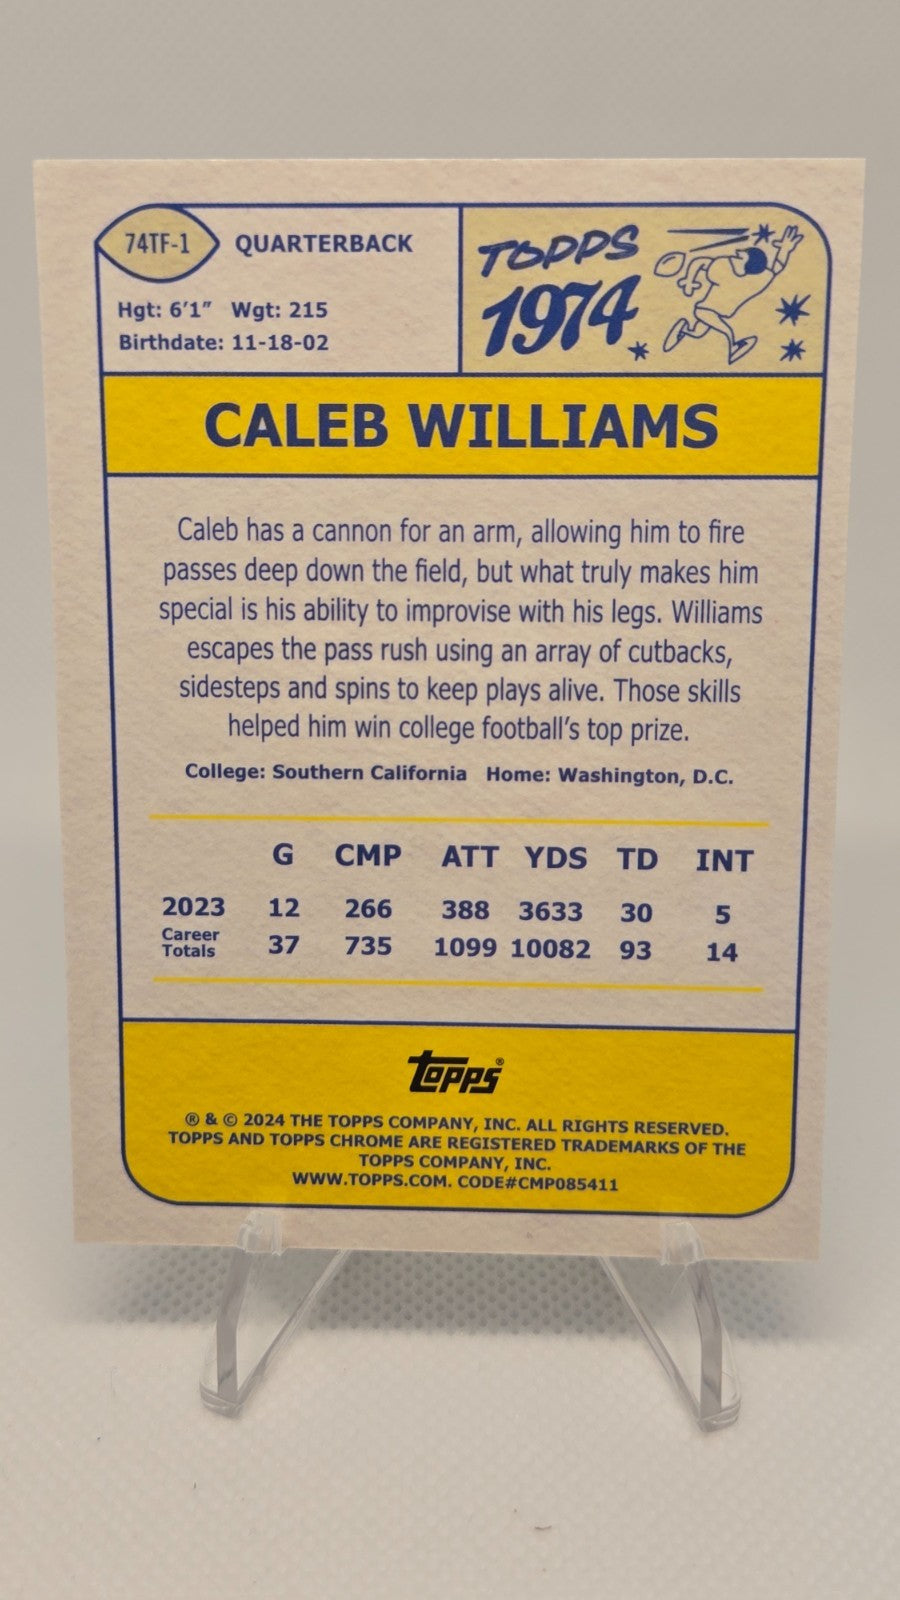 74TF-1 QUARTERBACK
Hgt: 6'1" Wgt: 215
Birthdate: 11-18-02
TOPPS
1974
CALEB WILLIAMS
Caleb has a cannon for an arm, allowing him to fire
passes deep down the field, but what truly makes him
special is his ability to improvise with his legs. Williams
escapes the pass rush using an array of cutbacks,
sidesteps and spins to keep plays alive. Those skills
helped him win college football's top prize.
College: Southern California Home: Washington, D.C.
G CMP ATT YDS TD INT
2023 12 266 388 3633 30 5
Career
Totals 37 735 1099 10082 93 14
Topps®
® & © 2024 THE TOPPS COMPANY, INC. ALL RIGHTS RESERVED.
TOPPS AND TOPPS CHROME ARE REGISTERED TRADEMARKS OF THE
TOPPS COMPANY, INC.
WWW.TOPPS.COM. CODE#CMP085411